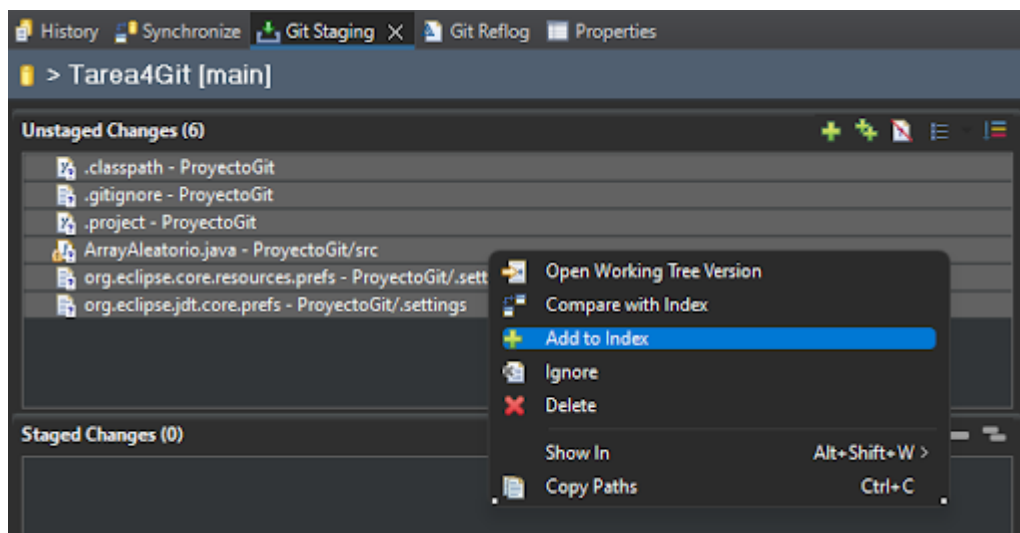 History Synchronize Git Staging Git Reflog Properties
> Tarea4Git [main]
Unstaged Changes (6)
.classpath - ProyectoGit
.gitignore - ProyectoGit
.project - ProyectoGit
ArrayAleatorio.java - ProyectoGit/src
org.eclipse.core.resources.prefs - ProyectoGit/.sett
org.eclipse.jdt.core.prefs - ProyectoGit/.settings
Open Working Tree Version
Compare with Index
Add to Index
Ignore
Delete
Show In Alt+Shift+W >
Copy Paths Ctrl+C
Staged Changes (0)